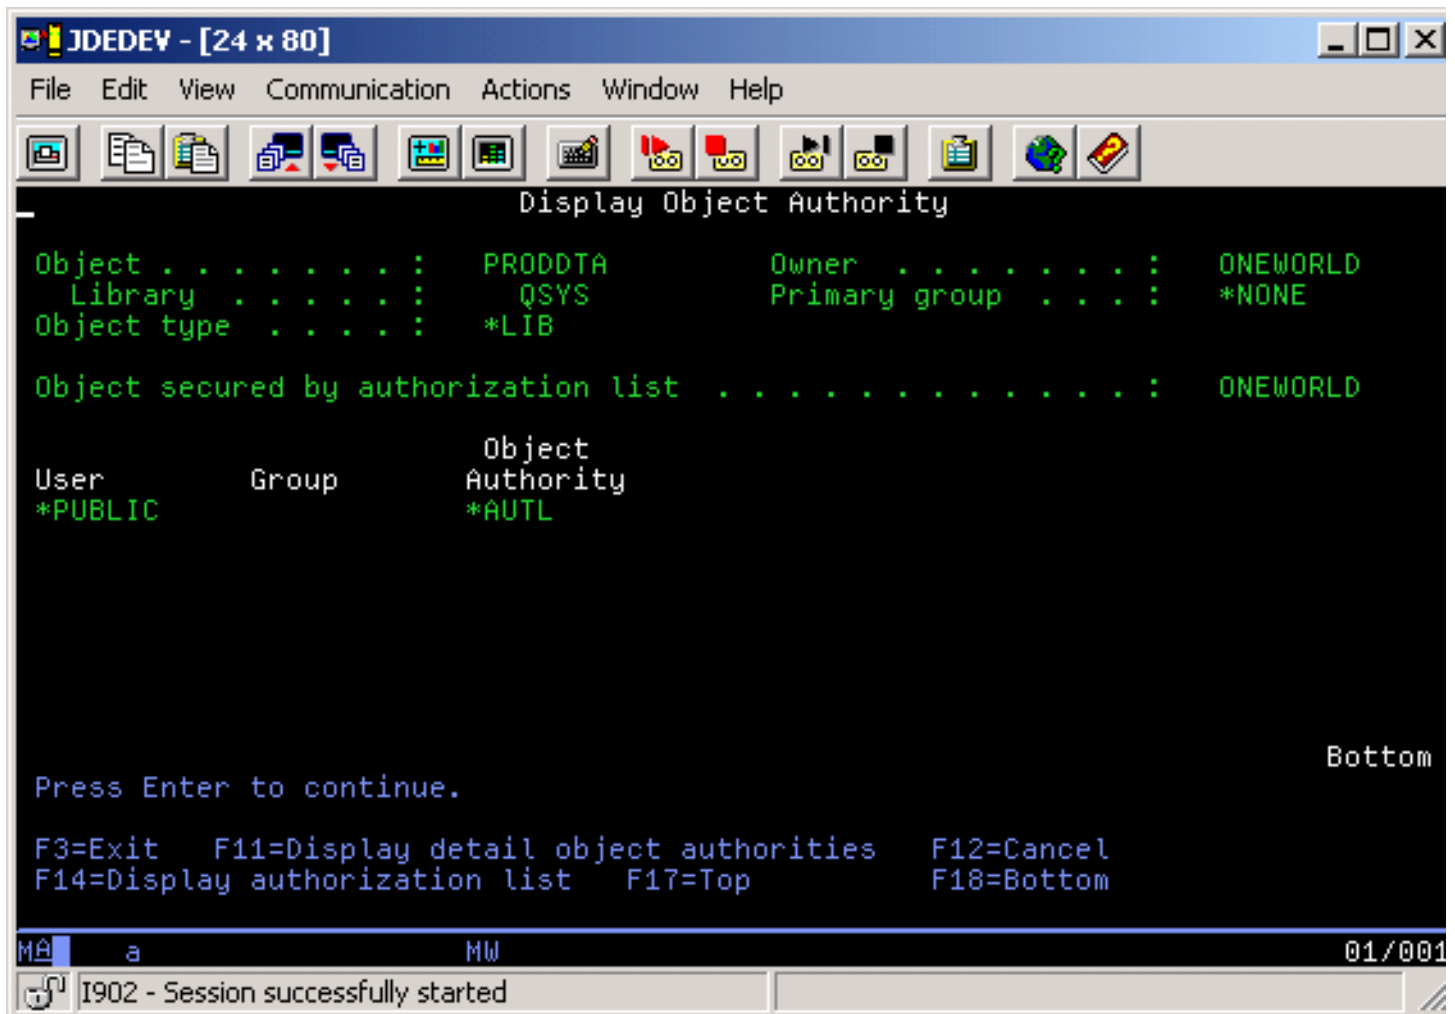 JDEDEV - [24 x 80]
File Edit View Communication Actions Window Help
Display Object Authority
Object . . . . . . . : PRODDTA Owner . . . . . . . : ONEWORLD
Library . . . . . : QSYS Primary group . . . : *NONE
Object type . . . . : *LIB
Object secured by authorization list . . . . . . . . . . . . : ONEWORLD
Object
User Group Authority
*PUBLIC *AUTL
Bottom
Press Enter to continue.
F3=Exit F11=Display detail object authorities F12=Cancel
F14=Display authorization list F17=Top F18=Bottom
MA a MW 01/001
I902 - Session successfully started